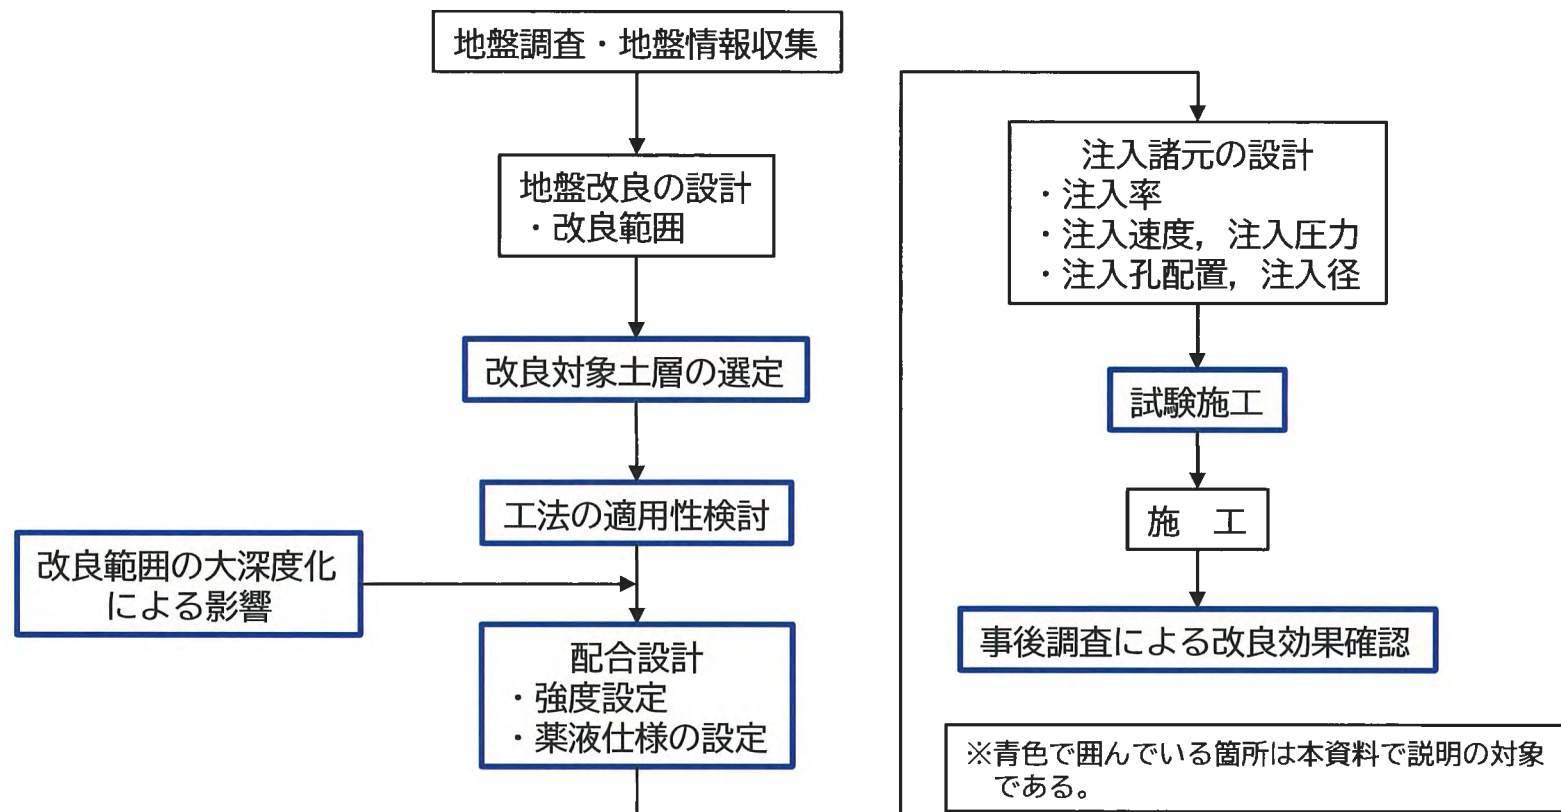 地盤調査・地盤情報収集
地盤改良の設計
・改良範囲
改良対象土層の選定
工法の適用性検討
改良範囲の大深度化
による影響
配合設計
・強度設定
・薬液仕様の設定
注入諸元の設計
・注入率
・注入速度，注入圧力
・注入孔配置，注入径
試験施工
施　工
事後調査による改良効果確認
※青色で囲んでいる箇所は本資料で説明の対象
である。